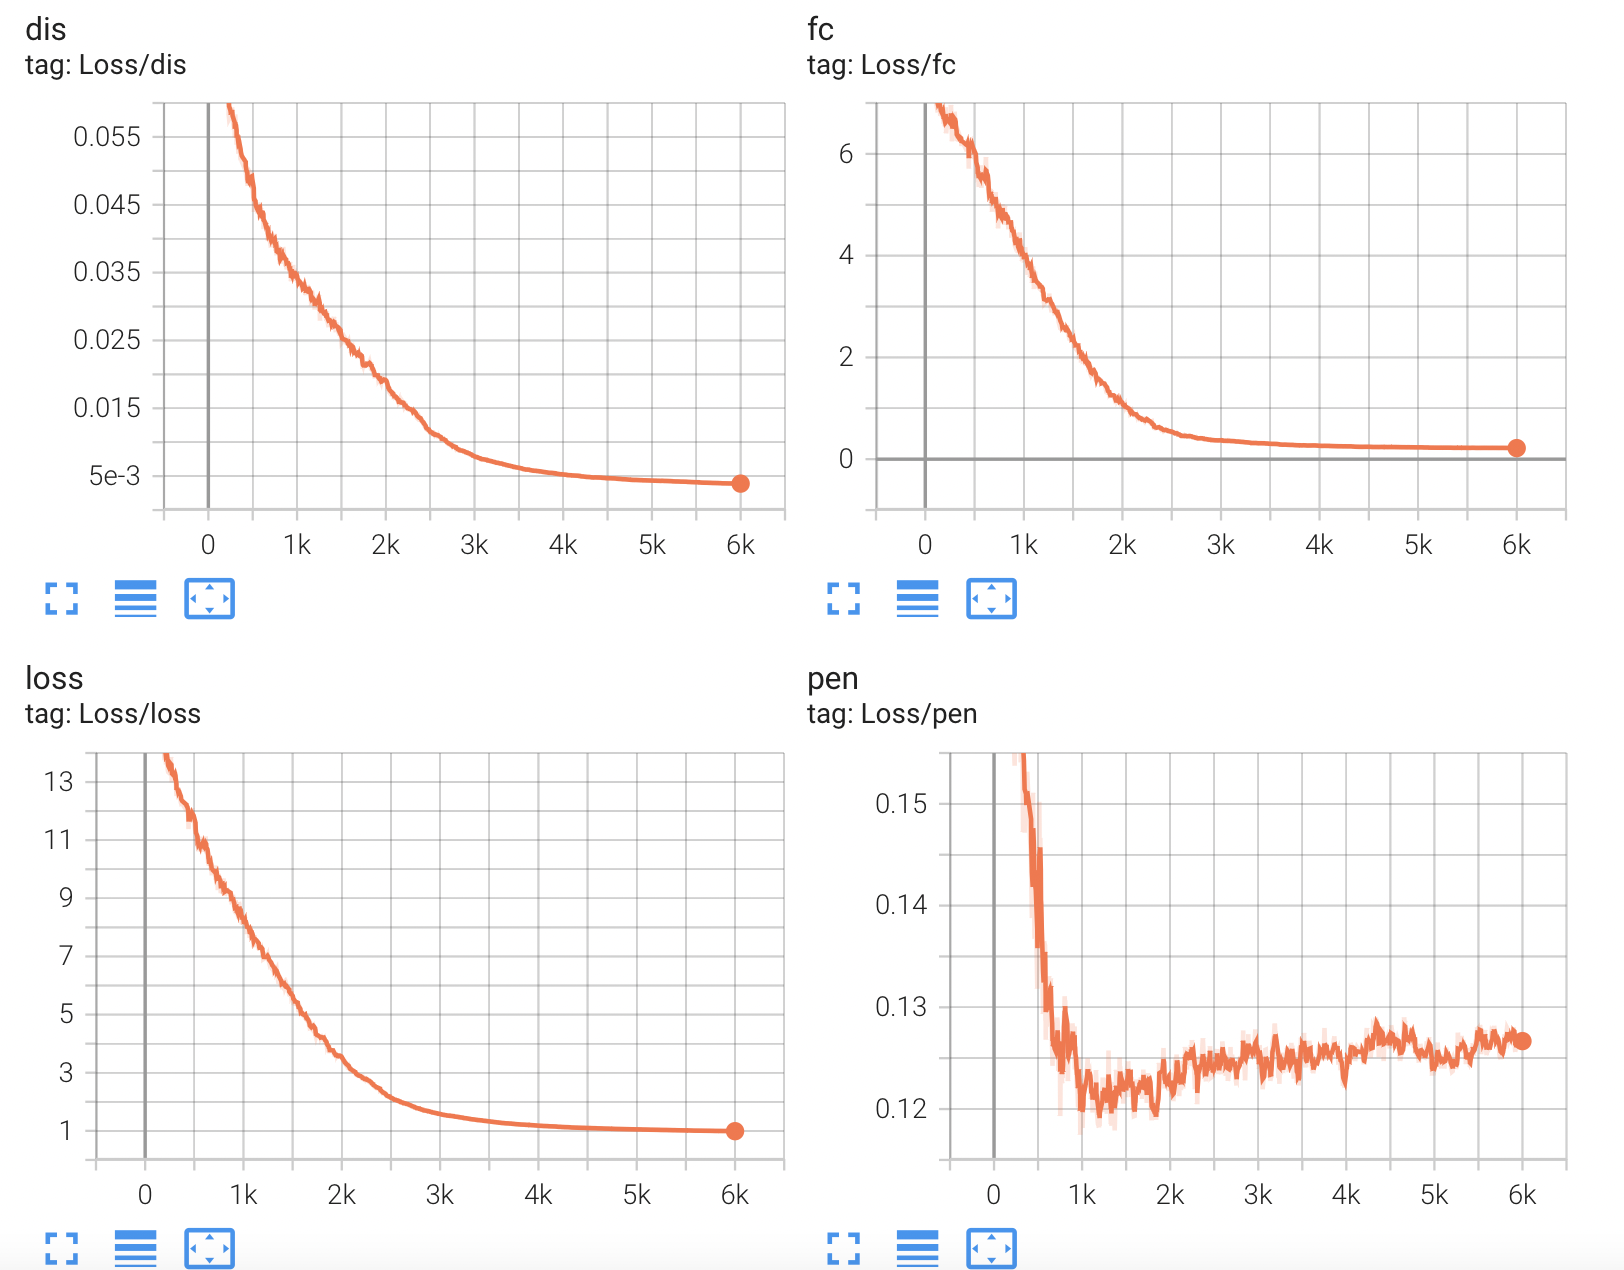 dis
tag: Loss/dis
0.055
0.045
0.035
0.025
0.015
5e-3
0 1k 2k 3k 4k 5k 6k
fc
tag: Loss/fc
6
4
2
0
0 1k 2k 3k 4k 5k 6k
loss
tag: Loss/loss
13
11
9
7
5
3
1
0 1k 2k 3k 4k 5k 6k
pen
tag: Loss/pen
0.15
0.14
0.13
0.12
0 1k 2k 3k 4k 5k 6k